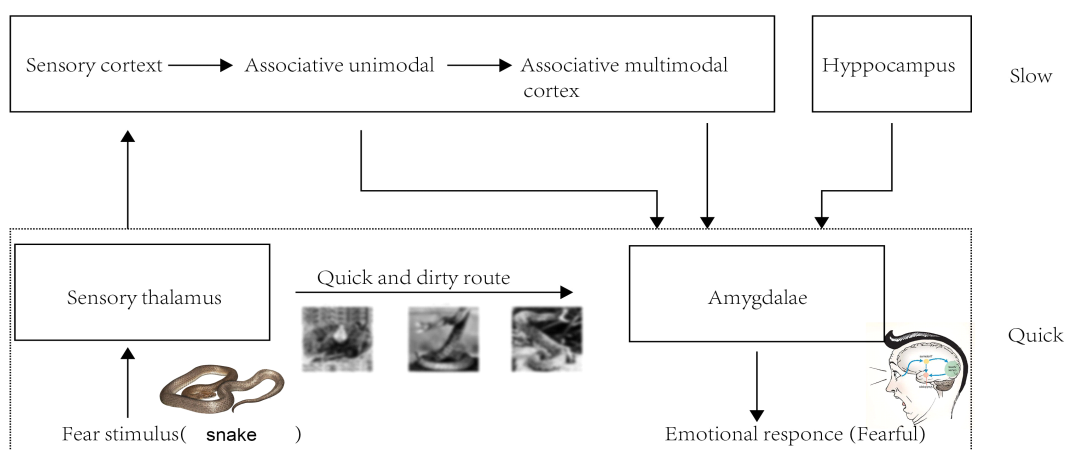 Sensory cortex
Associative unimodal
Associative multimodal
cortex
Hyppocampus
Slow
Sensory thalamus
Quick and dirty route
Amygdalae
Quick
Fear stimulus( snake )
Emotional responce (Fearful)